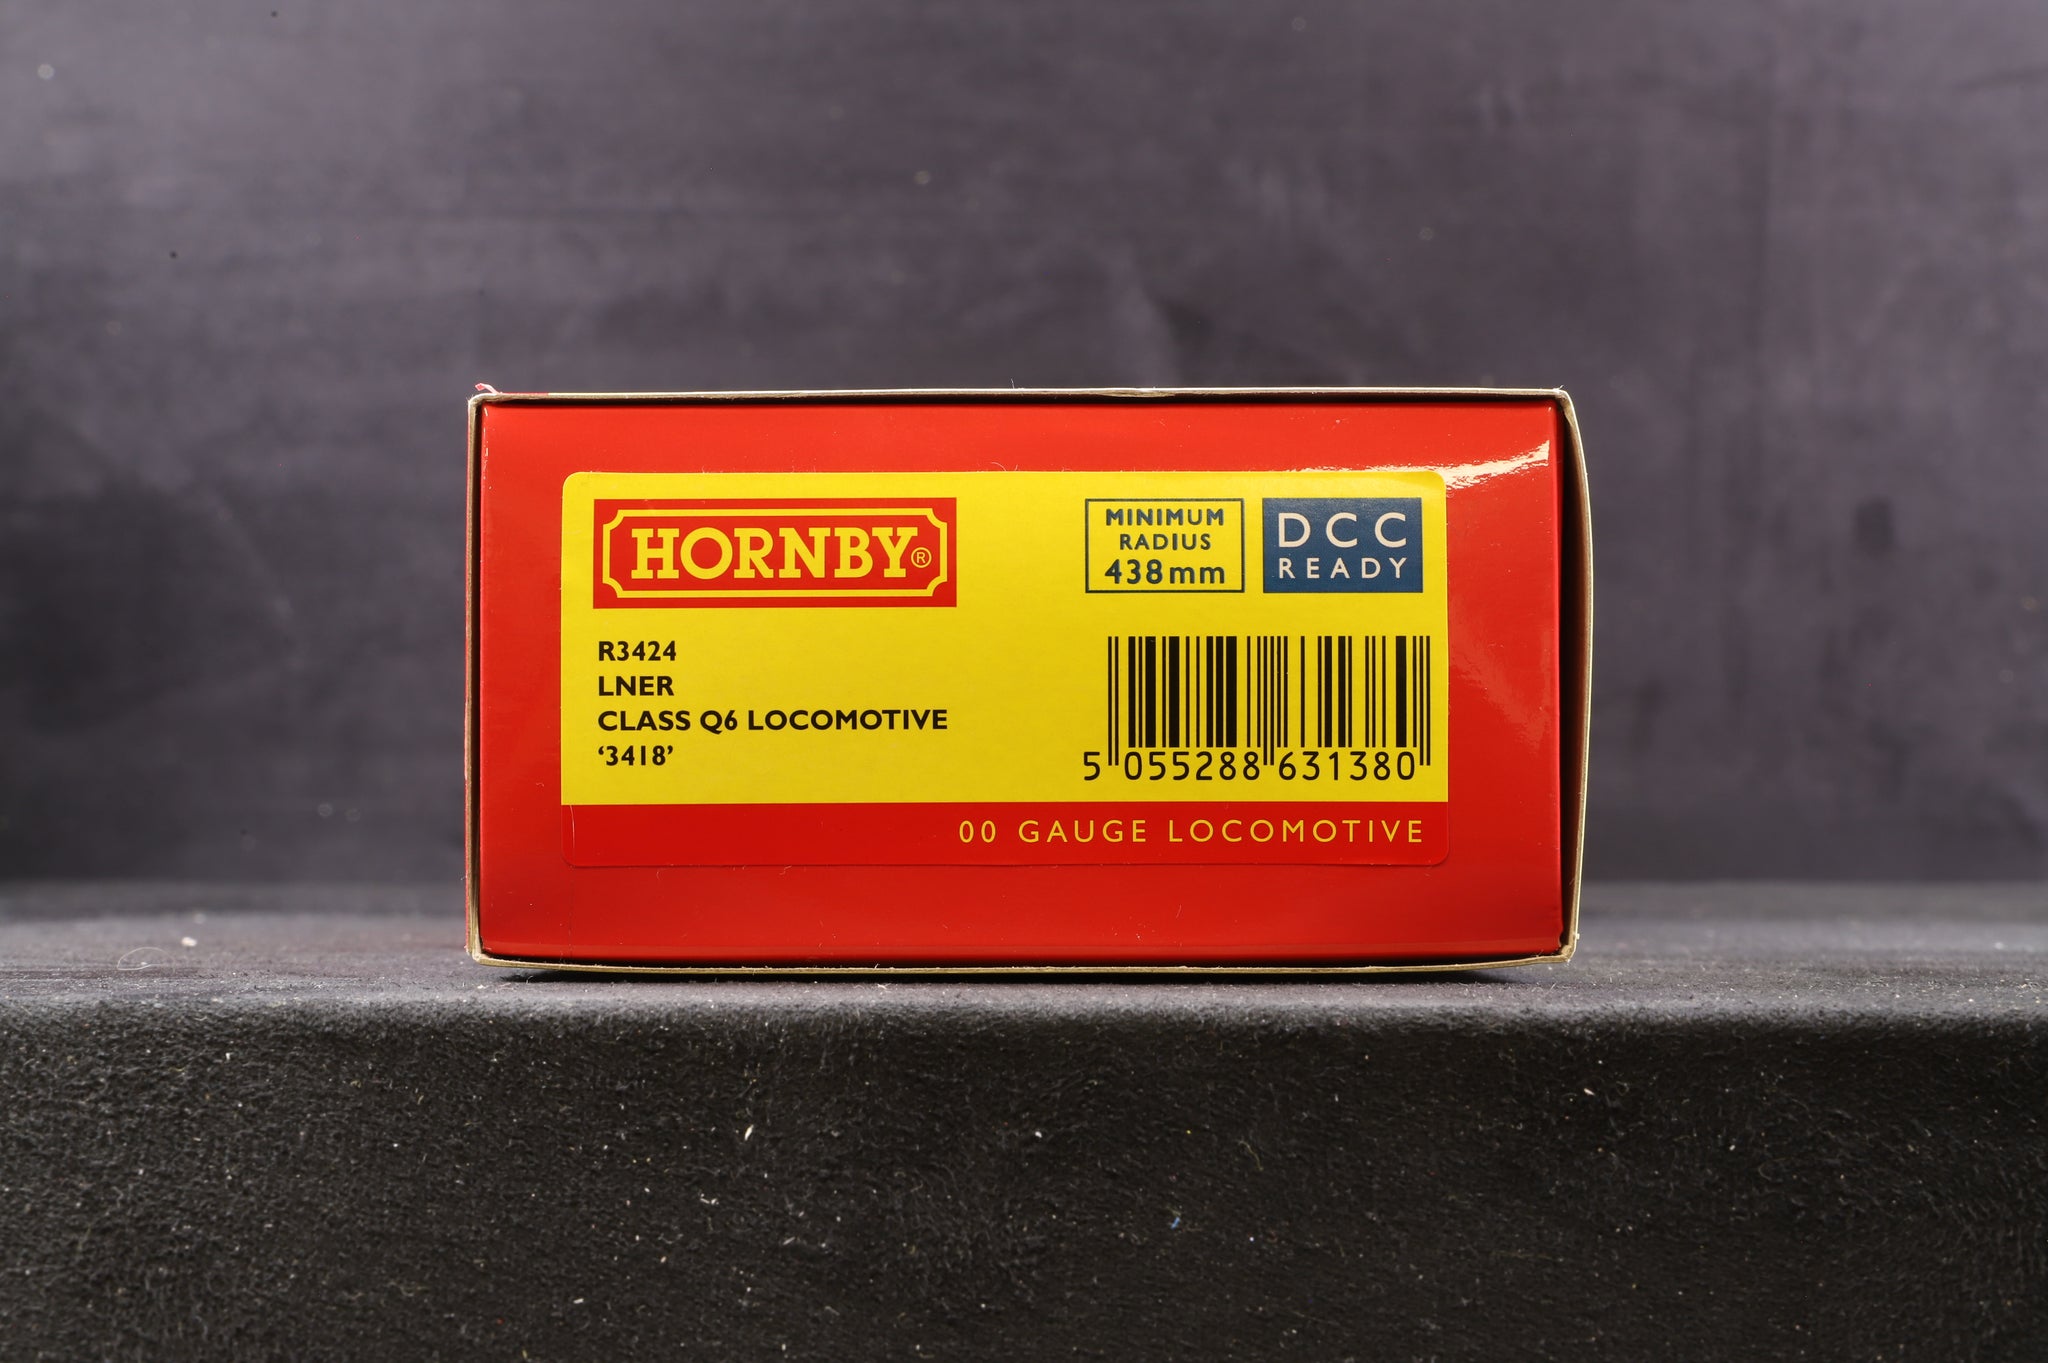 HORNBY®
MINIMUM
RADIUS
438mm
DCC
READY
R3424
LNER
CLASS Q6 LOCOMOTIVE
‘3418’
5 055288 631380
00 GAUGE LOCOMOTIVE